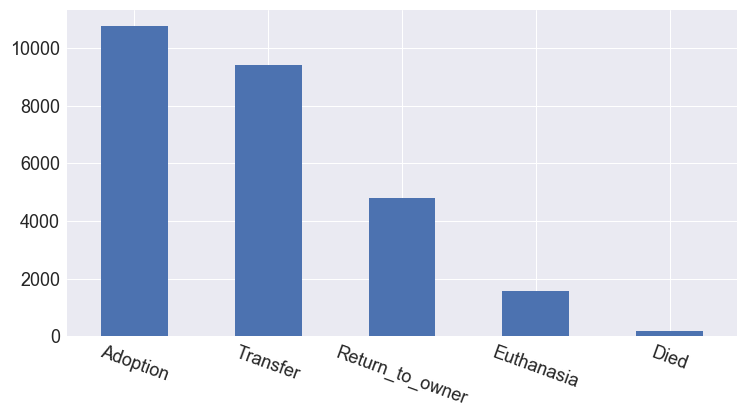 10000
8000
6000
4000
2000
0
Adoption
Transfer
Return_to_owner
Euthanasia
Died